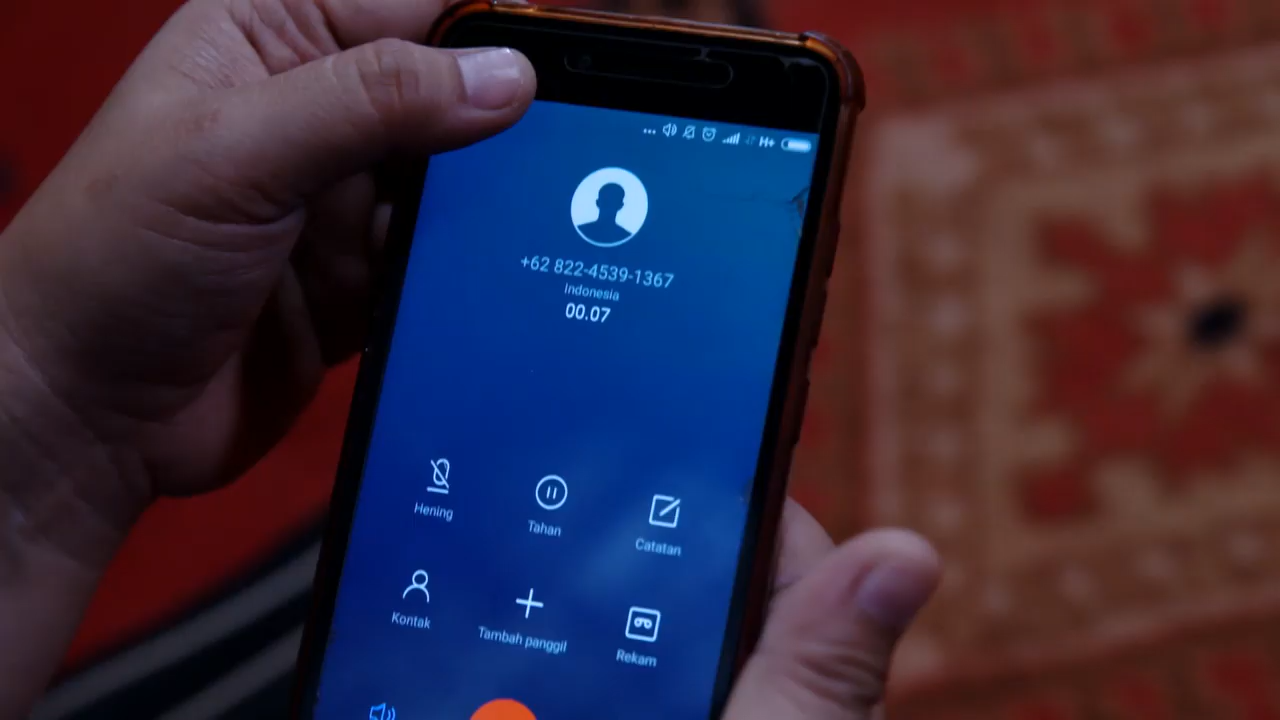 H+
+62 822-4539-1367
Indonesia
00.07
Hening
Tahan
Catatan
Kontak
Tambah panggil
Rekam